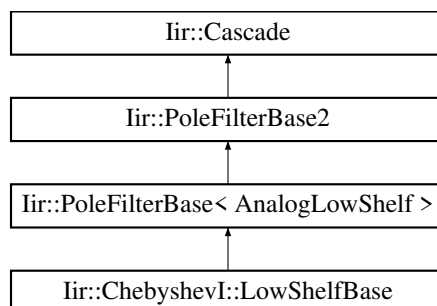 Iir::Cascade
Iir::PoleFilterBase2
Iir::PoleFilterBase< AnalogLowShelf >
Iir::ChebyshevI::LowShelfBase